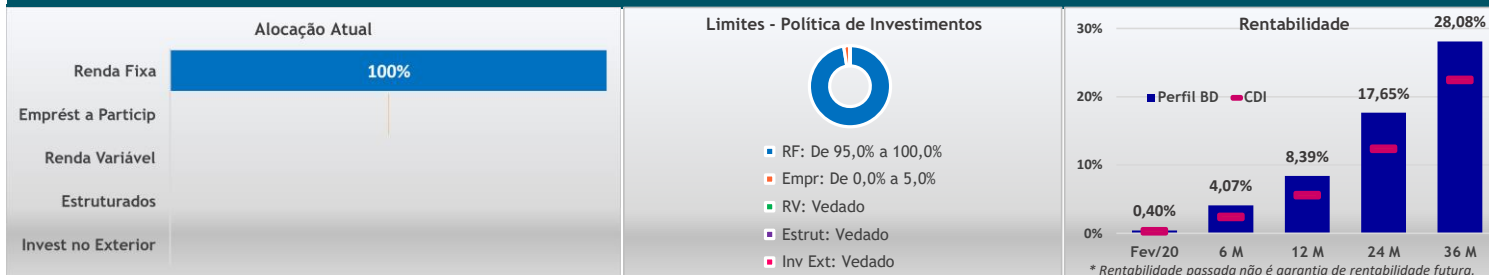 Alocação Atual
Renda Fixa
100%
Emprést a Particip
Renda Variável
Estruturados
Invest no Exterior
Limites - Política de Investimentos
RF: De 95,0% a 100,0%
Empr: De 0,0% a 5,0%
RV: Vedado
Estrut: Vedado
Inv Ext: Vedado
Rentabilidade
30%
20%
10%
0%
Perfil BD CDI
0,40%
4,07%
8,39%
17,65%
28,08%
Fev/20 6 M 12 M 24 M 36 M
* Rentabilidade passada não é garantia de rentabilidade futura.